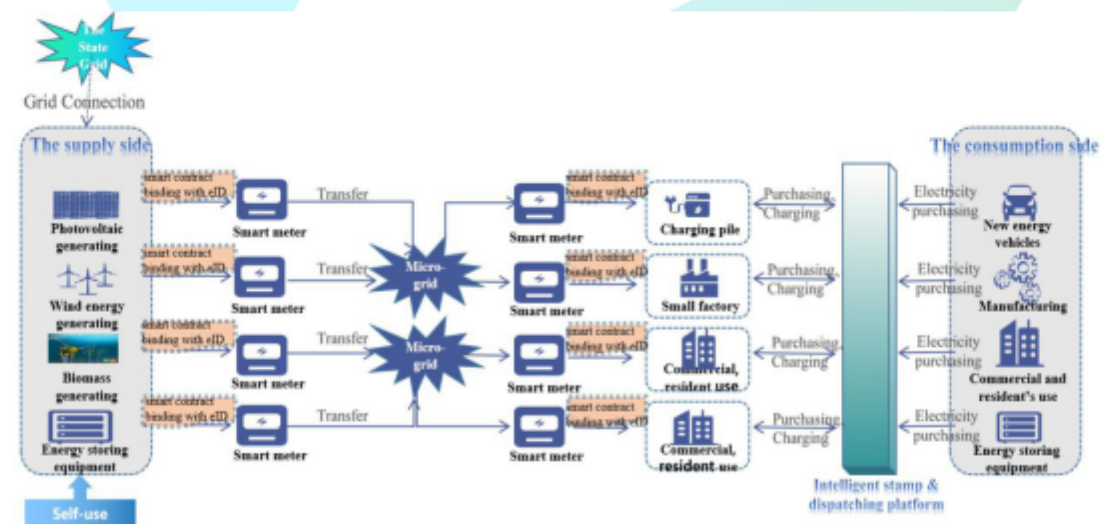 The
State
Grid
Grid Connection
The supply side
The consumption side
smart contract
binding with eID
Smart meter
Transfer
Smart meter
smart contract
binding with eID
Charging pile
Purchasing,
Charging
Electricity
purchasing
Photovoltaic
generating
New energy
vehicles
smart contract
binding with eID
Smart meter
Transfer
Micro-
grid
Smart meter
smart contract
binding with eID
Small factory
Purchasing,
Charging
Electricity
purchasing
Wind energy
generating
Manufacturing
smart contract
binding with eID
Smart meter
Transfer
Micro-
grid
Smart meter
smart contract
binding with eID
Commercial,
resident use
Purchasing,
Charging
Electricity
purchasing
Biomass
generating
Commercial and
resident's use
smart contract
binding with eID
Smart meter
Transfer
Smart meter
smart contract
binding with eID
Commercial,
resident use
Purchasing
Charging
Electricity
purchasing
Energy storing
equipment
Energy storing
equipment
Intelligent stamp &
dispatching platform
Self-use